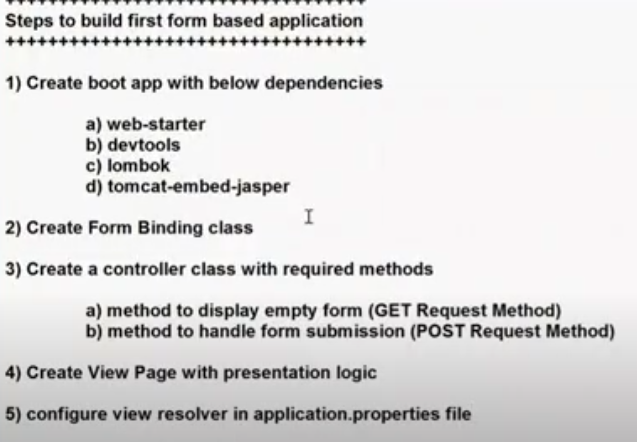 ++++++++++++++++++++++++++++++++++
Steps to build first form based application
++++++++++++++++++++++++++++++++++
1) Create boot app with below dependencies
a) web-starter
b) devtools
c) lombok
d) tomcat-embed-jasper
2) Create Form Binding class
3) Create a controller class with required methods
a) method to display empty form (GET Request Method)
b) method to handle form submission (POST Request Method)
4) Create View Page with presentation logic
5) configure view resolver in application.properties file